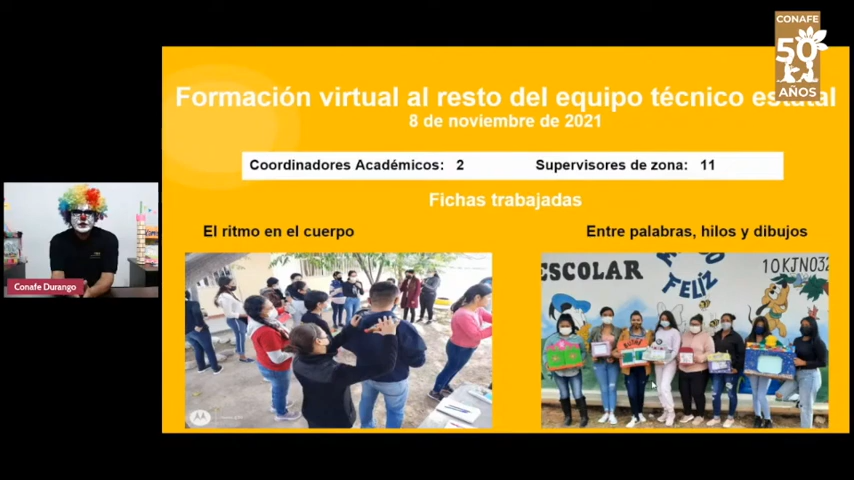 CONAFE
50
AÑOS
Formación virtual al resto del equipo técnico estatal
8 de noviembre de 2021
Coordinadores Académicos: 2
Supervisores de zona: 11
Fichas trabajadas
El ritmo en el cuerpo
Entre palabras, hilos y dibujos
ESCOLAR
FELIZ
10KJN032
Conafe Durango